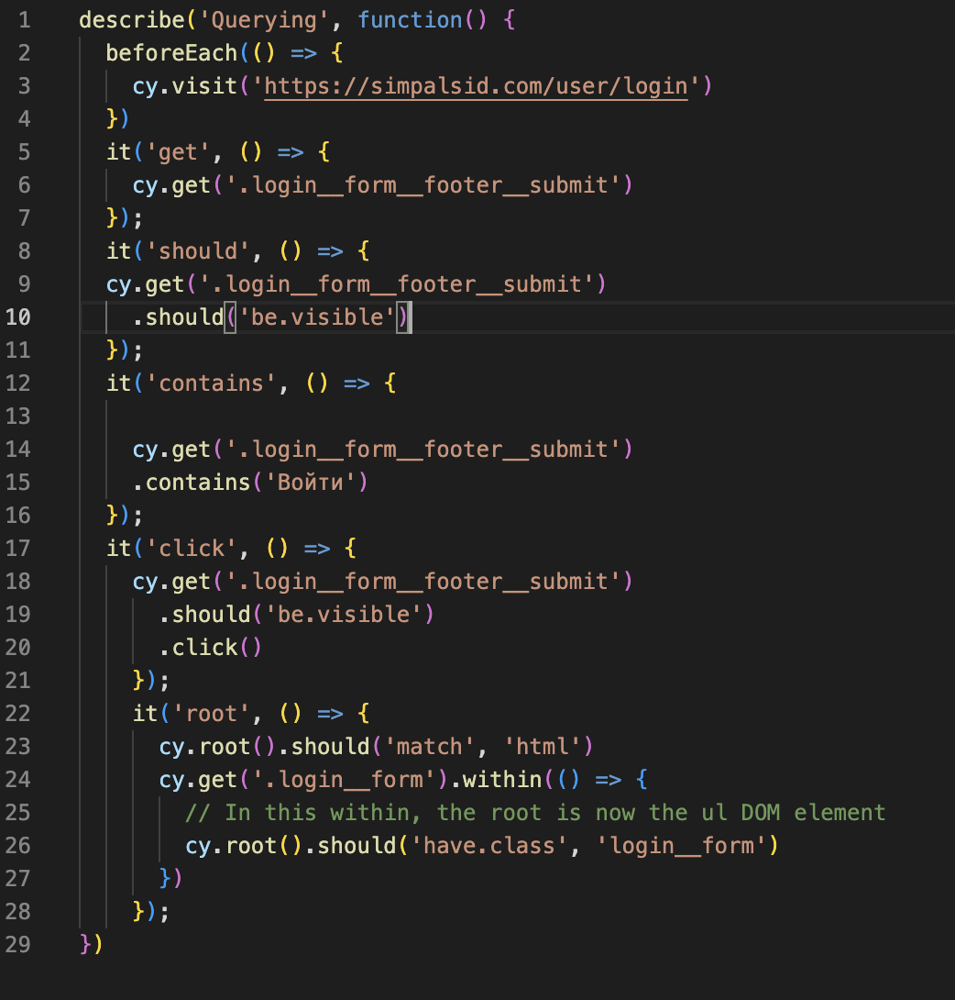 1 describe('Querying', function() {
2   beforeEach(() => {
3     cy.visit('https://simpalsid.com/user/login')
4   })
5   it('get', () => {
6     cy.get('.login__form__footer__submit')
7   });
8   it('should', () => {
9   cy.get('.login__form__footer__submit')
10     .should('be.visible')
11   });
12   it('contains', () => {
13
14     cy.get('.login__form__footer__submit')
15     .contains('Войти')
16   });
17   it('click', () => {
18     cy.get('.login__form__footer__submit')
19       .should('be.visible')
20       .click()
21     });
22     it('root', () => {
23       cy.root().should('match', 'html')
24       cy.get('.login__form').within(() => {
25         // In this within, the root is now the ul DOM element
26         cy.root().should('have.class', 'login__form')
27       })
28     });
29 })